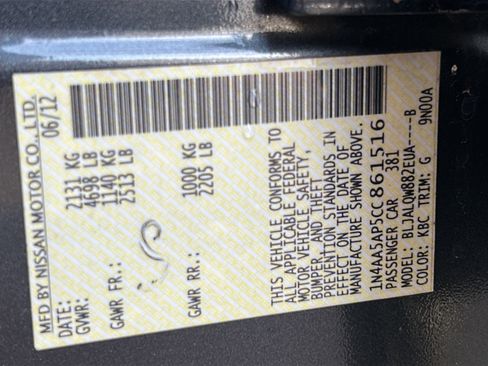 MFD BY NISSAN MOTOR CO., LTD.
DATE: 06/12
GVWR: 2131 KG
4698 LB
GAWR FR.: 1140 KG
2513 LB
GAWR RR.: 1000 KG
2205 LB
THIS VEHICLE CONFORMS TO
ALL APPLICABLE FEDERAL
MOTOR VEHICLE SAFETY,
BUMPER, AND THEFT
PREVENTION STANDARDS IN
EFFECT ON THE DATE OF
MANUFACTURE SHOWN ABOVE.
1N4AA5AP5CC861516
PASSENGER CAR 381
MODEL: BLJALQW882EUA----B
COLOR: KBC TRIM: G 9N00A